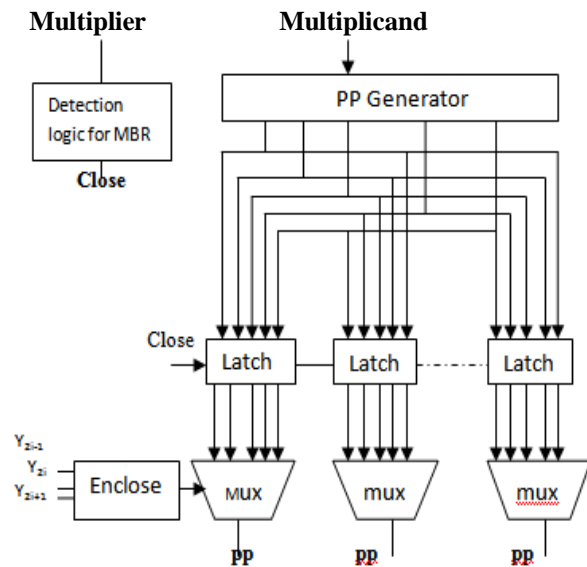 Multiplier
Multiplicand
Detection
logic for MBR
PP Generator
Close
Close
Latch
Latch
Latch
Y2i-1
Y2i
Y2i+1
Enclose
Mux
mux
mux
pp
pp
pp